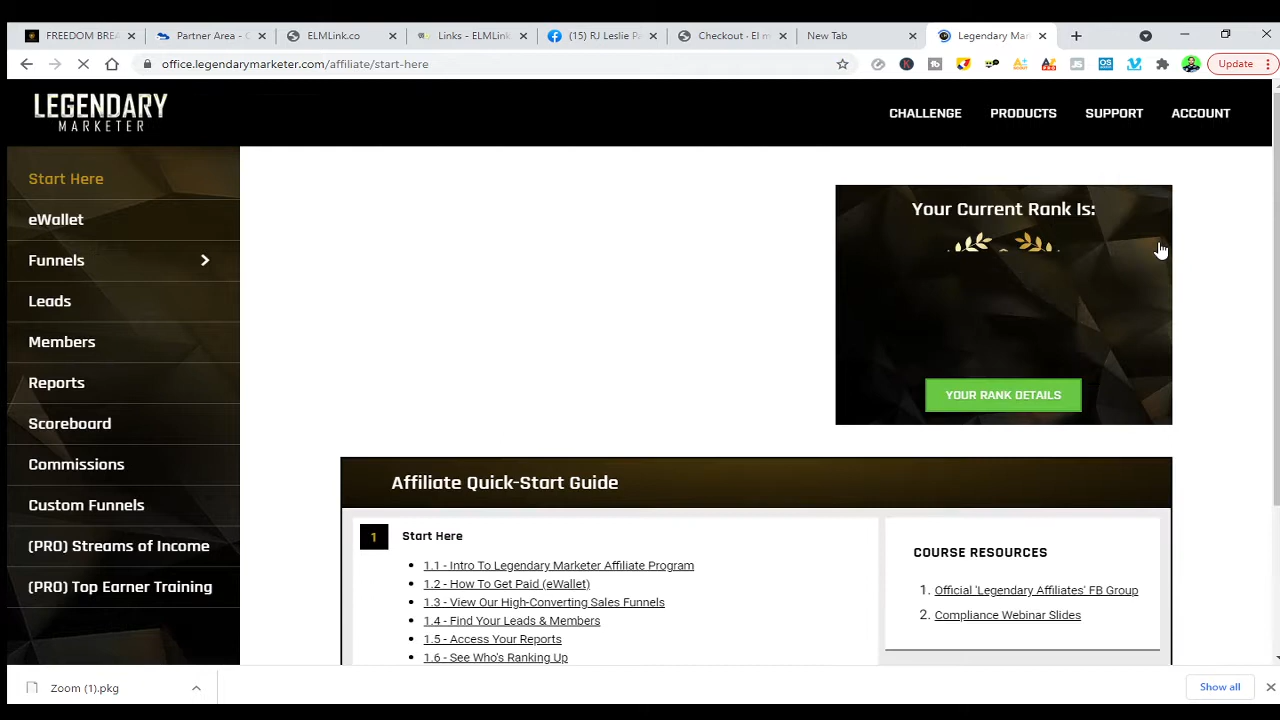 FREEDOM BREA
Partner Area - C
ELMLink.co
Links - ELMLink
(15) RJ Leslie Pa
Checkout - El m
New Tab
Legendary Mar
office.legendarymarketer.com/affiliate/start-here
Update
LEGENDARY
MARKETER
CHALLENGE
PRODUCTS
SUPPORT
ACCOUNT
Start Here
eWallet
Funnels
Leads
Members
Reports
Scoreboard
Commissions
Custom Funnels
(PRO) Streams of Income
(PRO) Top Earner Training
Your Current Rank Is:
YOUR RANK DETAILS
Affiliate Quick-Start Guide
1 Start Here
1.1 - Intro To Legendary Marketer Affiliate Program
1.2 - How To Get Paid (eWallet)
1.3 - View Our High-Converting Sales Funnels
1.4 - Find Your Leads & Members
1.5 - Access Your Reports
1.6 - See Who's Ranking Up
COURSE RESOURCES
1. Official 'Legendary Affiliates' FB Group
2. Compliance Webinar Slides
Zoom (1).pkg
Show all